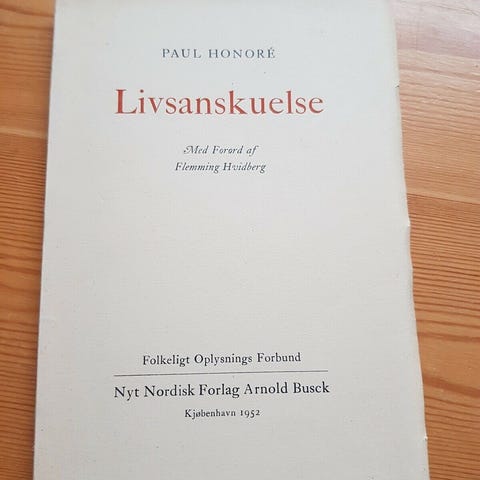 PAUL HONORÉ
Livsanskuelse
Med Forord af
Flemming Hvidberg
Folkeligt Oplysnings Forbund
Nyt Nordisk Forlag Arnold Busck
Kjøbenhavn 1952